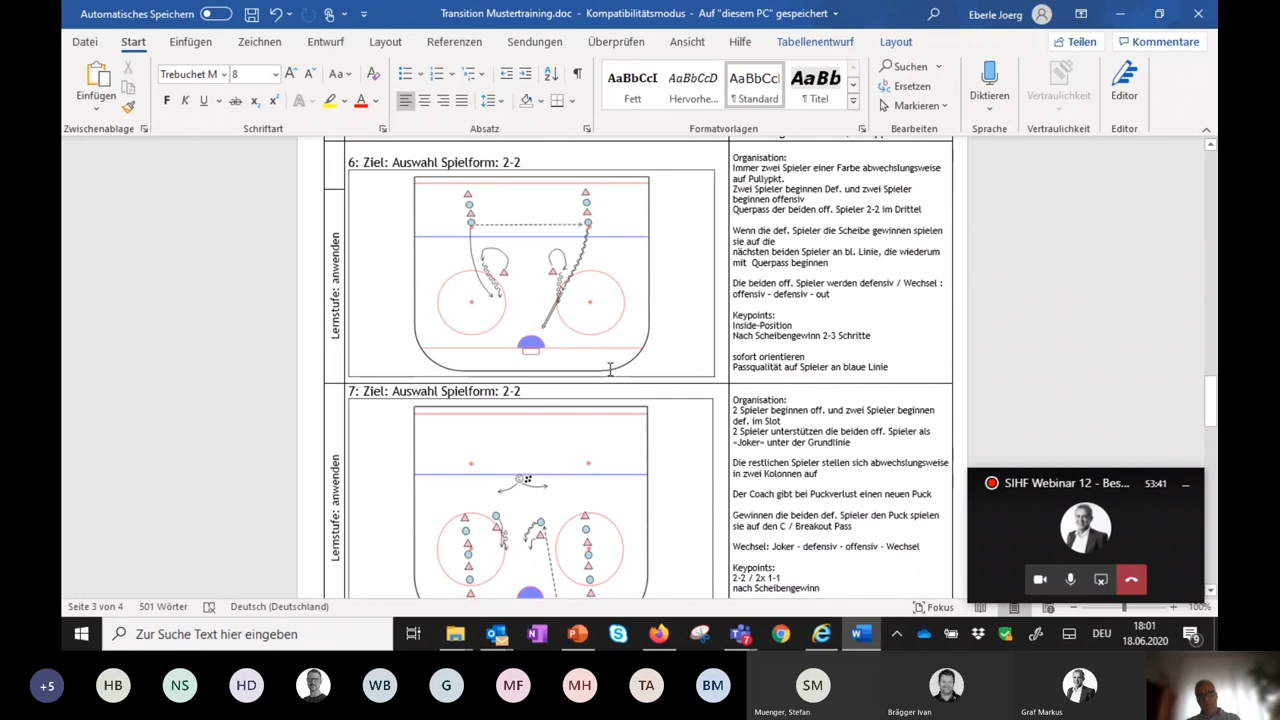 Automatisches Speichern
Transition Mustertraining.doc - Kompatibilitätsmodus - Auf "diesem PC" gespeichert
Eberle Joerg
Datei Start Einfügen Zeichnen Entwurf Layout Referenzen Sendungen Überprüfen Ansicht Hilfe Tabellenentwurf Layout Teilen Kommentare
Trebuchet M 8
Einfügen
F K U ab x₂ x²
AaBbCcI AaBbCcD AaBbCcI AaBb
Fett Hervorhe... ¶ Standard ¶ Titel
Suchen
Ersetzen
Markieren
Diktieren Vertraulichkeit Editor
Zwischenablage Schriftart Absatz Formatvorlagen Bearbeiten Sprache Vertraulichkeit Editor
6: Ziel: Auswahl Spielform: 2-2
Lernstufe: anwenden
Organisation:
Immer zwei Spieler einer Farbe abwechslungsweise
auf Pullypkt.
Zwei Spieler beginnen Def. und zwei Spieler
beginnen offensiv
Querpass der beiden off. Spieler 2-2 im Drittel
Wenn die def. Spieler die Scheibe gewinnen spielen
sie auf die
nächsten beiden Spieler an bl. Linie, die wiederum
mit Querpass beginnen
Die beiden off. Spieler werden defensiv / Wechsel :
offensiv - defensiv - out
Keypoints:
Inside-Position
Nach Scheibengewinn 2-3 Schritte
sofort orientieren
Passqualität auf Spieler an blaue Linie
7: Ziel: Auswahl Spielform: 2-2
Lernstufe: anwenden
Organisation:
2 Spieler beginnen off. und zwei Spieler beginnen
def. im Slot
2 Spieler unterstützen die beiden off. Spieler als
«Joker» unter der Grundlinie
Die restlichen Spieler stellen sich abwechslungsweise
in zwei Kolonnen auf
Der Coach gibt bei Puckverlust einen neuen Puck
Gewinnen die beiden def. Spieler den Puck spielen
sie auf den C / Breakout Pass
Wechsel: Joker - defensiv - offensiv - Wechsel
Keypoints:
2-2 / 2x 1-1
nach Scheibengewinn
SIHF Webinar 12 - Bes... 53:41
Seite 3 von 4 501 Wörter Deutsch (Deutschland) Fokus 100%
Zur Suche Text hier eingeben
DEU
18:01
18.06.2020
+5 HB NS HD WB G MF MH TA BM SM
Muenger, Stefan
Brägger Ivan
Graf Markus